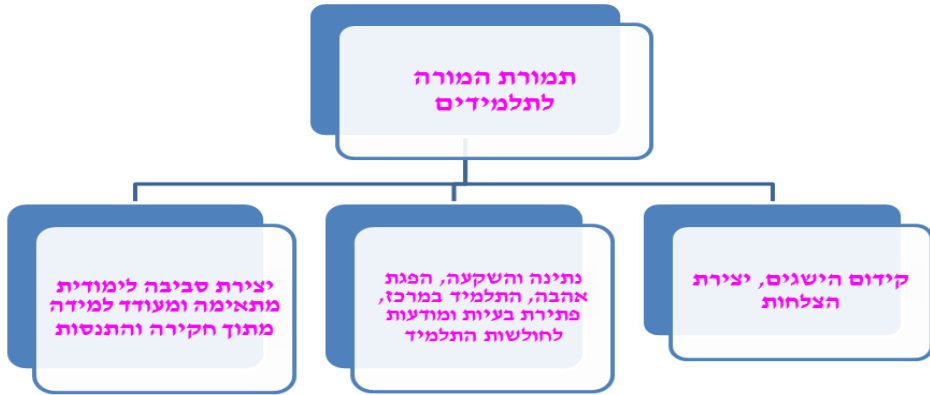 תמורת המורה
לתלמידים
קידום הישגים, יצירת
הצלחות
נתינה והשקעה, הפגת
אהבה, התלמיד במרכז,
פתירת בעיות ומודעות
לחולשות התלמיד
יצירת סביבה לימודית
מתאימה ומעודד למידה
מתוך חקירה והתנסות